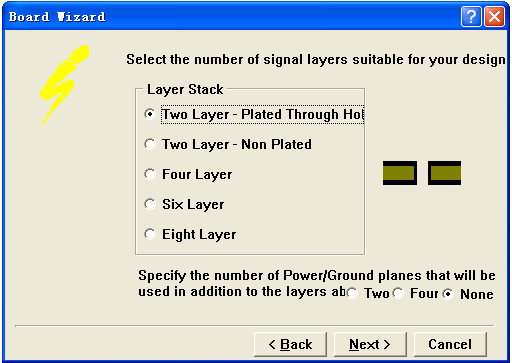 Board Wizard
Select the number of signal layers suitable for your design
Layer Stack
Two Layer - Plated Through Hol
Two Layer - Non Plated
Four Layer
Six Layer
Eight Layer
Specify the number of Power/Ground planes that will be
used in addition to the layers ab Two Four None
< Back Next > Cancel